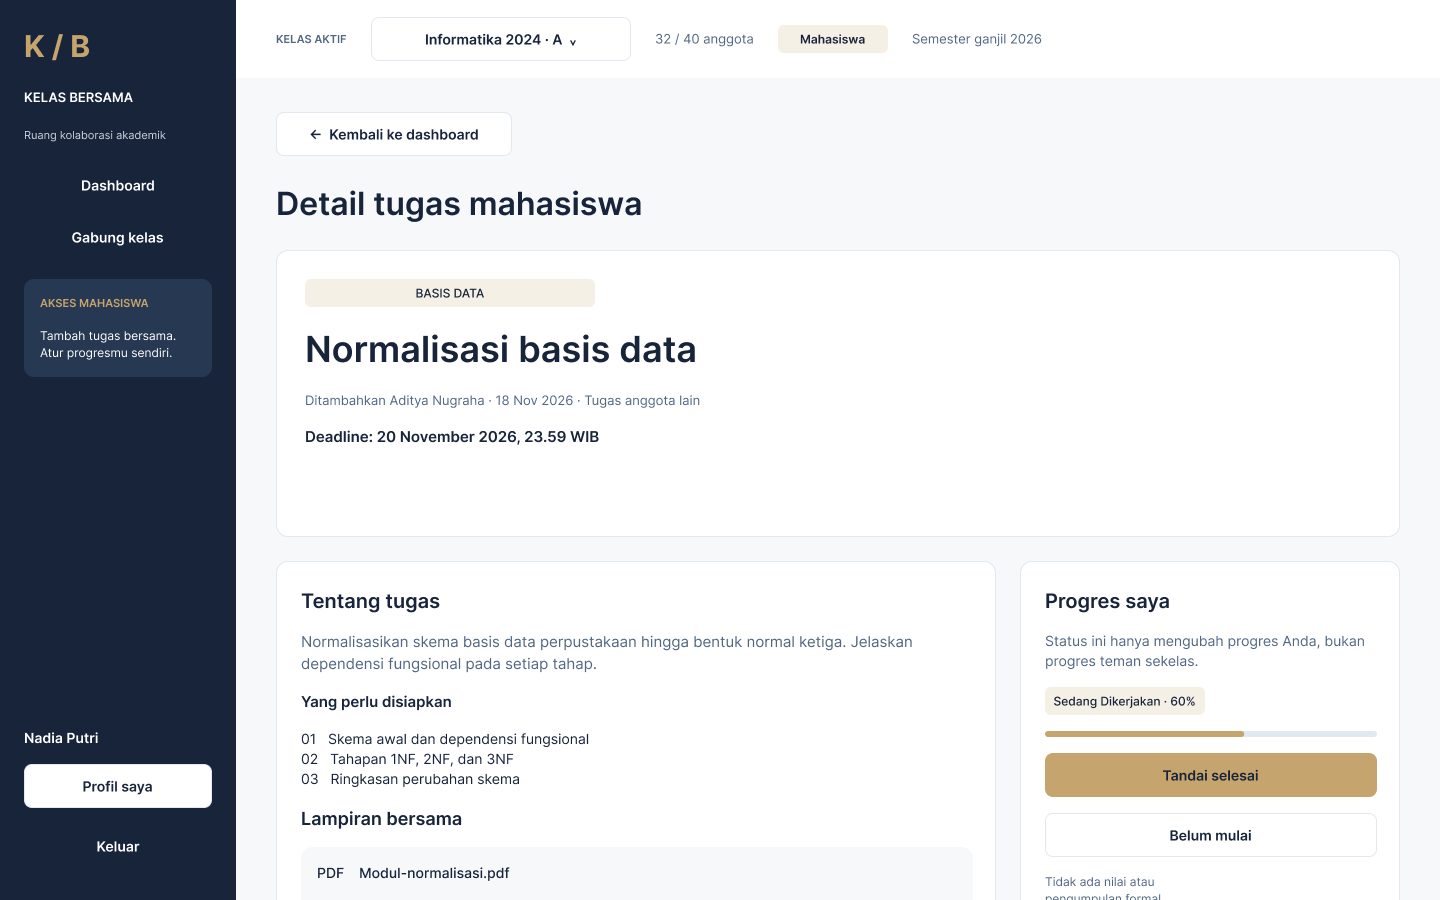 K / B
KELAS BERSAMA
Ruang kolaborasi akademik
Dashboard
Gabung kelas
AKSES MAHASISWA
Tambah tugas bersama.
Atur progresmu sendiri.
Nadia Putri
Profil saya
Keluar
KELAS AKTIF
Informatika 2024 · A
32 / 40 anggota
Mahasiswa
Semester ganjil 2026
← Kembali ke dashboard
Detail tugas mahasiswa
BASIS DATA
Normalisasi basis data
Ditambahkan Aditya Nugraha · 18 Nov 2026 · Tugas anggota lain
Deadline: 20 November 2026, 23.59 WIB
Tentang tugas
Normalisasikan skema basis data perpustakaan hingga bentuk normal ketiga. Jelaskan
dependensi fungsional pada setiap tahap.
Yang perlu disiapkan
01 Skema awal dan dependensi fungsional
02 Tahapan 1NF, 2NF, dan 3NF
03 Ringkasan perubahan skema
Lampiran bersama
PDF Modul-normalisasi.pdf
Progres saya
Status ini hanya mengubah progres Anda, bukan
progres teman sekelas.
Sedang Dikerjakan · 60%
Tandai selesai
Belum mulai
Tidak ada nilai atau
pengumpulan formal